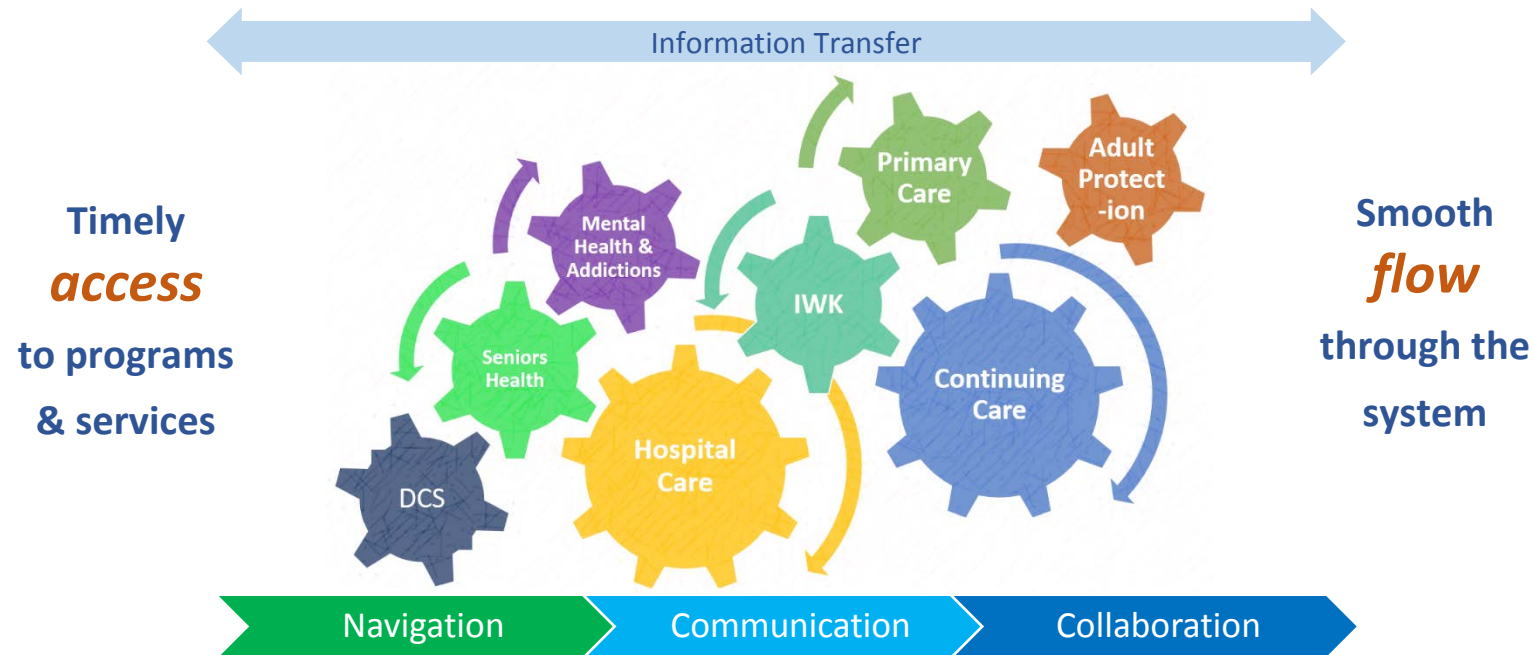 Information Transfer
Timely
access
to programs
& services
Mental
Health &
Addictions
Primary
Care
Adult
Protect
-ion
Seniors
Health
IWK
Continuing
Care
Hospital
Care
DCS
Smooth
flow
through the
system
Navigation
Communication
Collaboration